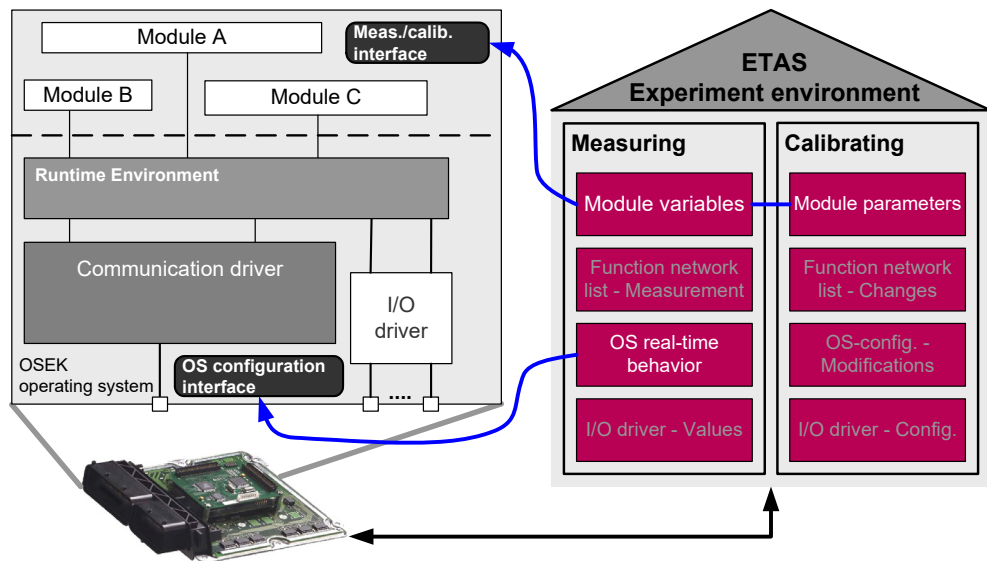 Module A
Meas./calib.
interface
Module B
Module C
Runtime Environment
Communication driver
I/O
driver
OSEK
operating system
OS configuration
interface
....
ETAS
Experiment environment
Measuring
Calibrating
Module variables
Module parameters
Function network
list - Measurement
Function network
list - Changes
OS real-time
behavior
OS-config. -
Modifications
I/O driver - Values
I/O driver - Config.